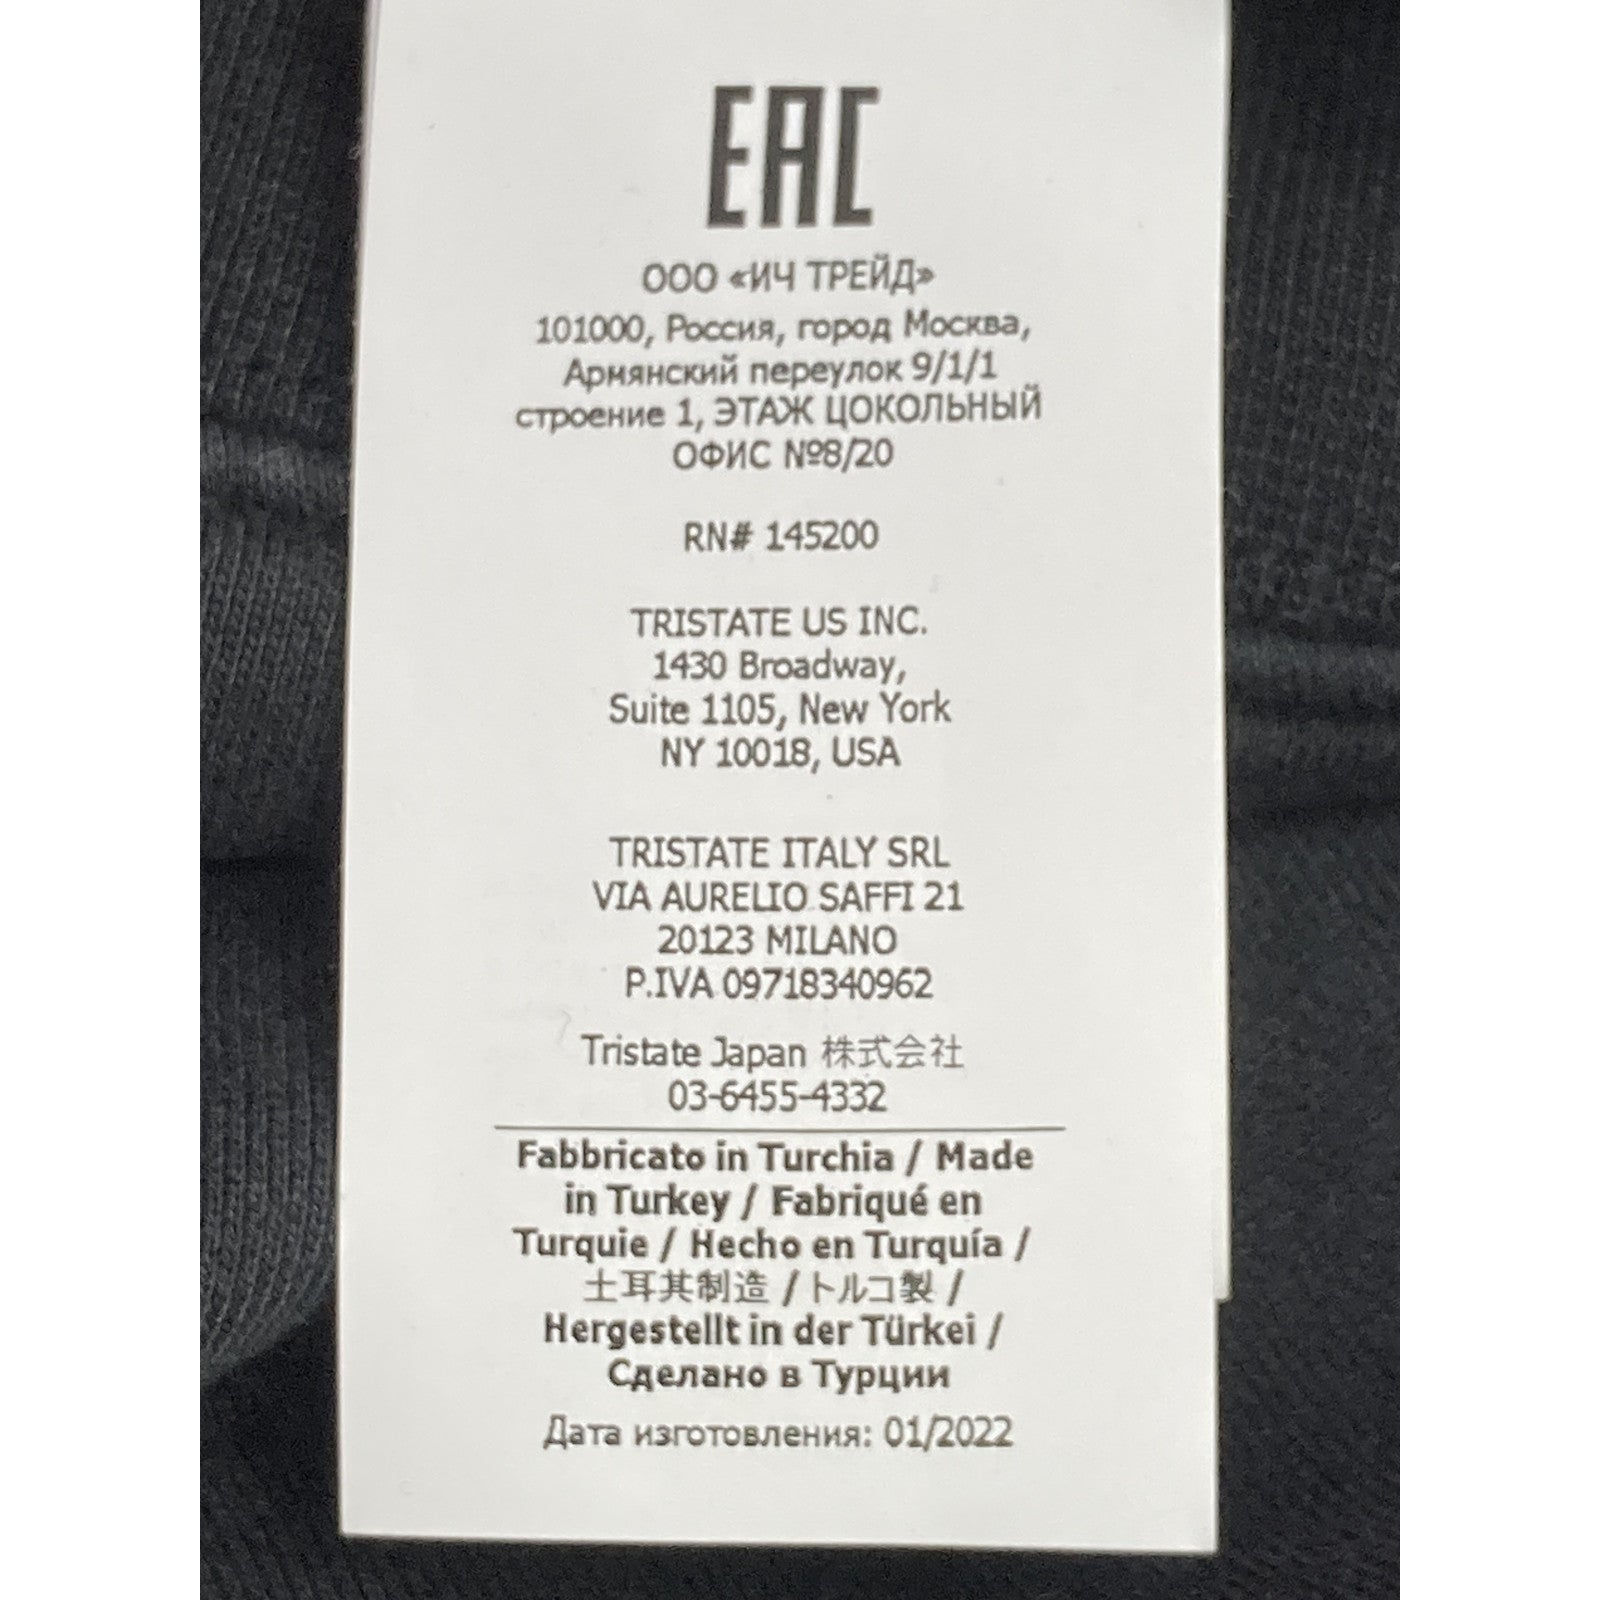 EAC
ООО «ИЧ ТРЕЙД»
101000, Россия, город Москва,
Армянский переулок 9/1/1
строение 1, ЭТАЖ ЦОКОЛЬНЫЙ
ОФИС №8/20
RN# 145200
TRISTATE US INC.
1430 Broadway,
Suite 1105, New York
NY 10018, USA
TRISTATE ITALY SRL
VIA AURELIO SAFFI 21
20123 MILANO
P.IVA 09718340962
Tristate Japan 株式会社
03-6455-4332
Fabbricato in Turchia / Made
in Turkey / Fabriqué en
Turquie / Hecho en Turquía /
土耳其制造 / トルコ製 /
Hergestellt in der Türkei /
Сделано в Турции
Дата изготовления: 01/2022